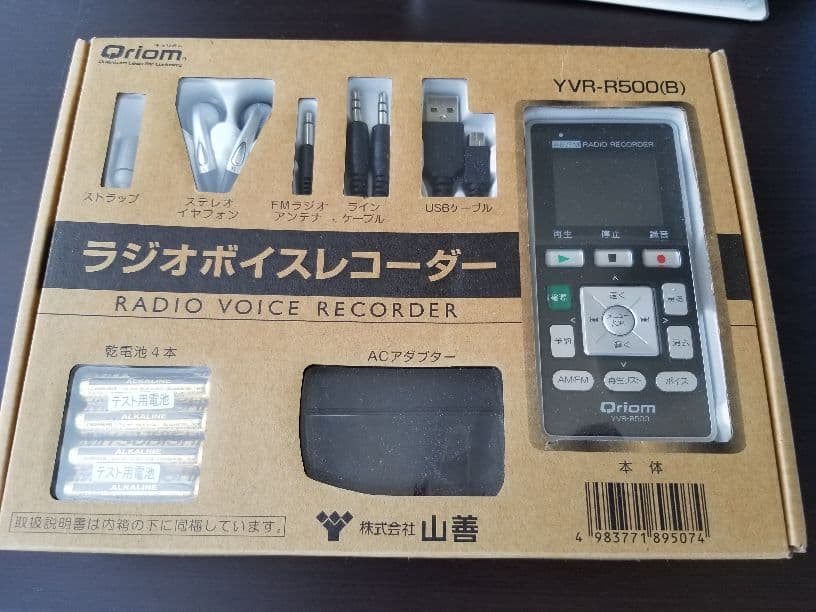 Qriom
YVR-R500(B)
ストラップ
ステレオ
イヤフォン
FMラジオ
アンテナ
ライン
ケーブル
USBケーブル
RADIO RECORDER
再生
停止
録音
ラジオボイスレコーダー
RADIO VOICE RECORDER
乾電池4本
ACアダプター
AM/FM
再生リスト
ボイス
Qriom
YVR-R500
ALKALINE
テスト用電池
ALKALINE
ALKALINE
テスト用電池
ALKALINE
本体
取扱説明書は内箱の下に同梱しています。
株式会社 山善
4 983771 895074